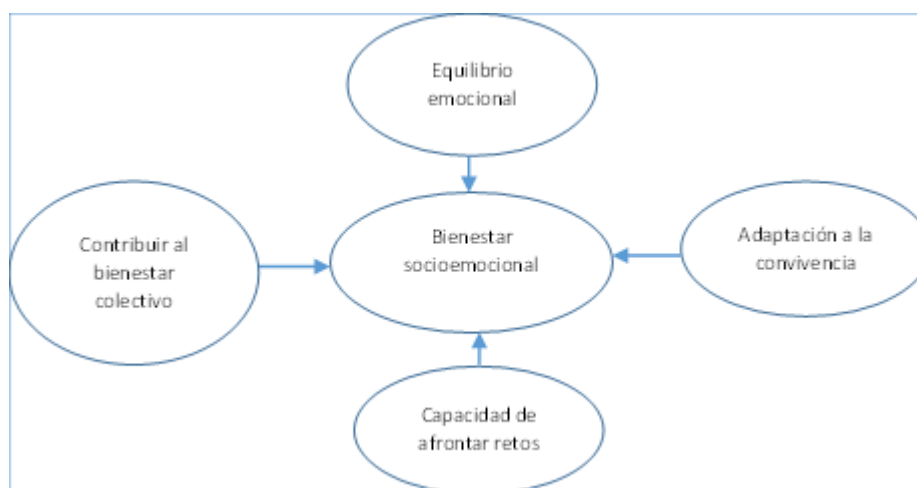 Equilibrio
emocional
Contribuir al
bienestar
colectivo
Bienestar
socioemocional
Adaptación a la
convivencia
Capacidad de
afrontar retos